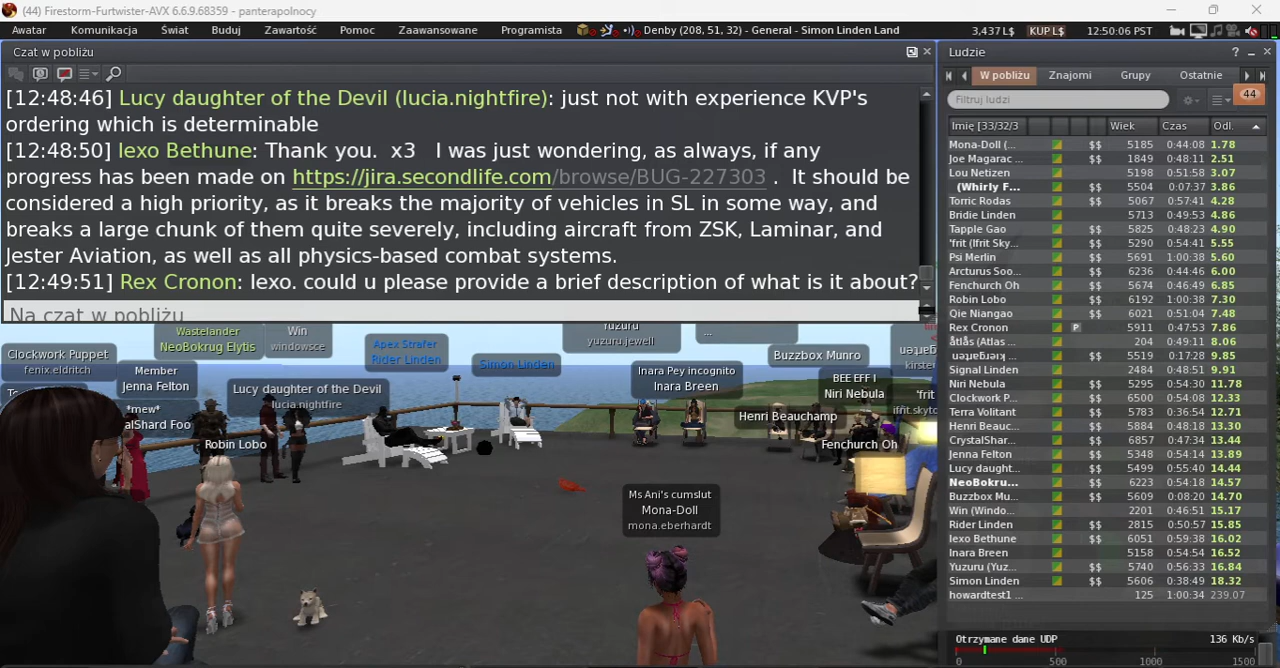 (44) Firestorm-Furtwister-AVX 6.6.9.68359 - panterapolnocy
Awatar Komunikacja Świat Buduj Zawartość Pomoc Zaawansowane Programista Denby (208, 51, 32) - General - Simon Linden Land 3,437 L$ KUP L$ 12:50:06 PST
Czat w pobliżu
[12:48:46] Lucy daughter of the Devil (lucia.nightfire): just not with experience KVP's
ordering which is determinable
[12:48:50] Iexo Bethune: Thank you. x3 I was just wondering, as always, if any
progress has been made on https://jira.secondlife.com/browse/BUG-227303 . It should be
considered a high priority, as it breaks the majority of vehicles in SL in some way, and
breaks a large chunk of them quite severely, including aircraft from ZSK, Laminar, and
Jester Aviation, as well as all physics-based combat systems.
[12:49:51] Rex Cronon: Iexo. could u please provide a brief description of what is it about?
Na czat w pobliżu
Wastelander
NeoBokrug Elytis
Win
windowsce
Apex Strafer
Rider Linden
Simon Linden
Yuzuru
yuzuru.jewell
...
Buzzbox Munro
Clockwork Puppet
fenix.eldritch
Member
Jenna Felton
Lucy daughter of the Devil
lucia nightfire
Inara Pey incognito
Inara Breen
BEE EFF I
Niri Nebula
*mew*
alShard Foo
Henri Beauchamp
'frit
ifrit skyto
Robin Lobo
Fenchurch Oh
Ms Ani's cumslut
Mona-Doll
mona.eberhardt
Ludzie
W pobliżu Znajomi Grupy Ostatnie
Filtruj ludzi 44
Imię [33/32/3 Wiek Czas Odl.
Mona-Doll (... $$ 5185 0:44:08 1.78
Joe Magarac ... $$ 1849 0:48:11 2.51
Lou Netizen 5198 0:51:58 3.07
(Whirly F... $$ 5504 0:07:37 3.86
Torric Rodas $$ 5067 0:57:41 4.28
Bridie Linden 5713 0:49:53 4.86
Tapple Gao $$ 5825 0:48:23 4.90
'frit (Ifrit Sky... $$ 5290 0:54:41 5.55
Psi Merlin $$ 5691 1:00:38 5.60
Arcturus Soo... $$ 6236 0:44:46 6.00
Fenchurch Oh $$ 5674 0:46:49 6.85
Robin Lobo $$ 6192 1:00:38 7.30
Qie Niangao $$ 6021 0:51:04 7.48
Rex Cronon P 5911 0:47:53 7.86
åtlås (Atlas ... 204 0:49:11 8.06
$$ 5519 0:17:28 9.85
Signal Linden 2484 0:48:51 9.91
Niri Nebula $$ 5295 0:54:30 11.78
Clockwork P... $$ 6500 0:54:08 12.33
Terra Volitant $$ 5783 0:36:54 12.71
Henri Beauc... $$ 5884 0:48:18 13.30
CrystalShar... $$ 6857 0:47:34 13.44
Jenna Felton $$ 5348 0:54:14 13.89
Lucy daught... $$ 5499 0:55:40 14.44
NeoBokru... $$ 6223 0:54:18 14.57
Buzzbox Mu... $$ 5609 0:08:20 14.70
Win (Windo... 2201 0:46:51 15.17
Rider Linden $$ 2815 0:50:57 15.85
Iexo Bethune $$ 6051 0:59:38 16.02
Inara Breen 5158 0:54:54 16.52
Yuzuru (Yuz... $$ 5740 0:56:33 16.84
Simon Linden $$ 5606 0:38:49 18.32
howardtest1 ... 125 1:00:34 239.07
Otrzymane dane UDP 136 Kb/s
0 500 1000 1500